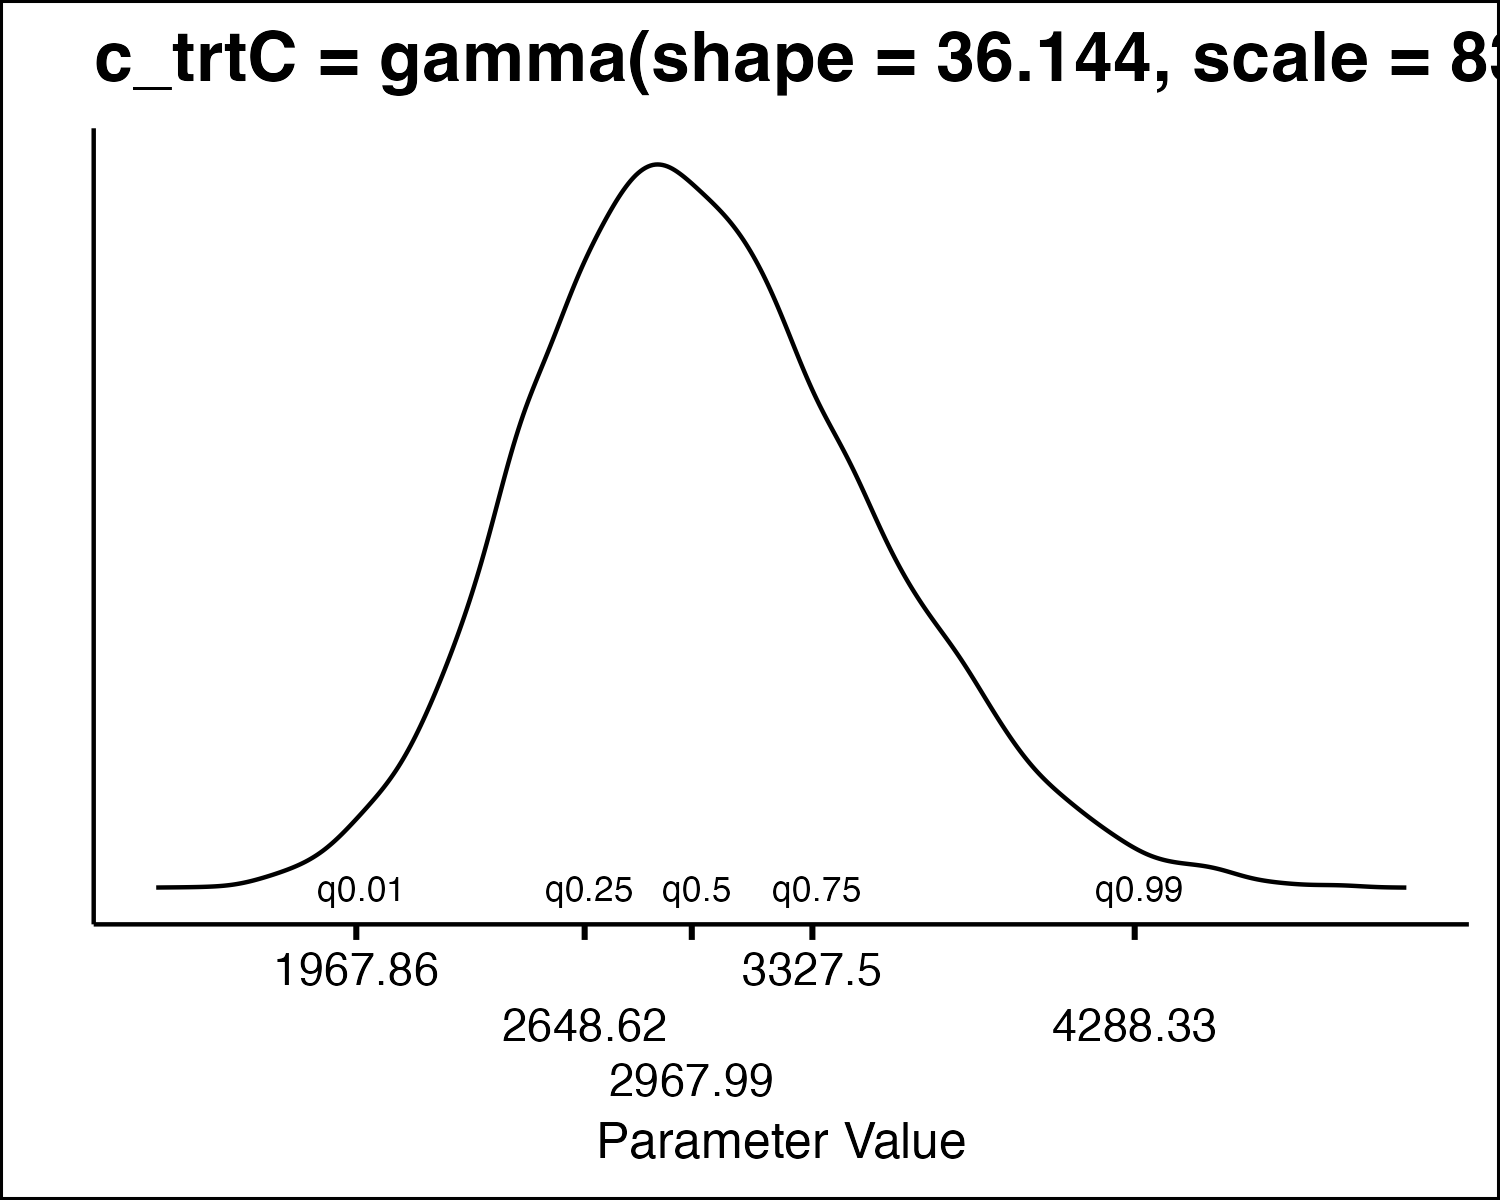 c_trtC = gamma(shape = 36.144, scale = 83
q0.01 q0.25 q0.5 q0.75 q0.99
1967.86 3327.5
2648.62 4288.33
2967.99
Parameter Value